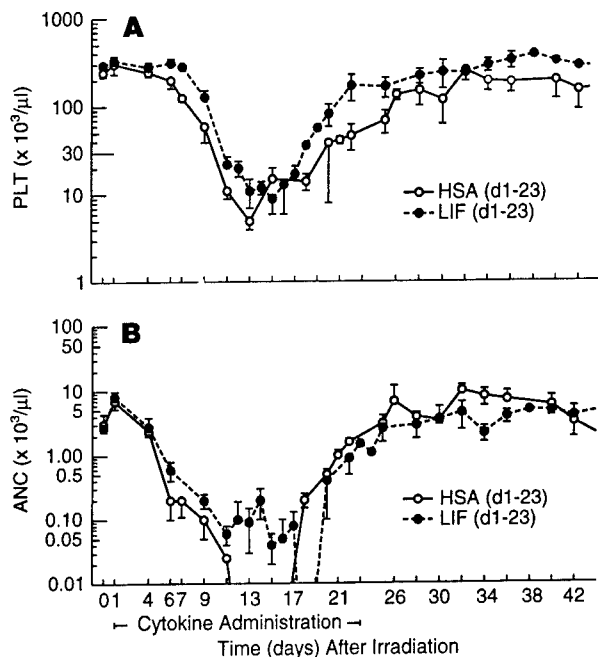 A
1000
100
30
10
1
PLT (x 10³/µl)
HSA (d1-23)
LIF (d1-23)
B
100
50
10
5
1.00
0.5
0.10
0.05
0.01
ANC (x 10³/µl)
HSA (d1-23)
LIF (d1-23)
01 4 67 9 13 17 21 26 30 34 38 42
Cytokine Administration
Time (days) After Irradiation